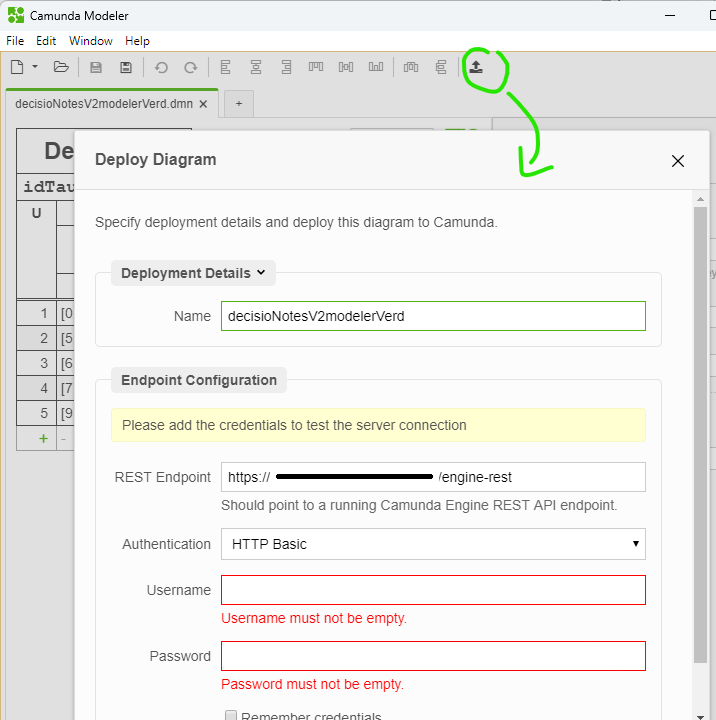 Camunda Modeler
File Edit Window Help
decisioNotesV2modelerVerd.dmn × +
De
Deploy Diagram
idTau
U
Specify deployment details and deploy this diagram to Camunda.
Deployment Details
Name decisioNotesV2modelerVerd
1 [0
2 [5
3 [6
4 [7
5 [9
+ -
Endpoint Configuration
Please add the credentials to test the server connection
REST Endpoint https:// /engine-rest
Should point to a running Camunda Engine REST API endpoint.
Authentication HTTP Basic
Username
Username must not be empty.
Password
Password must not be empty.
Remember credentials